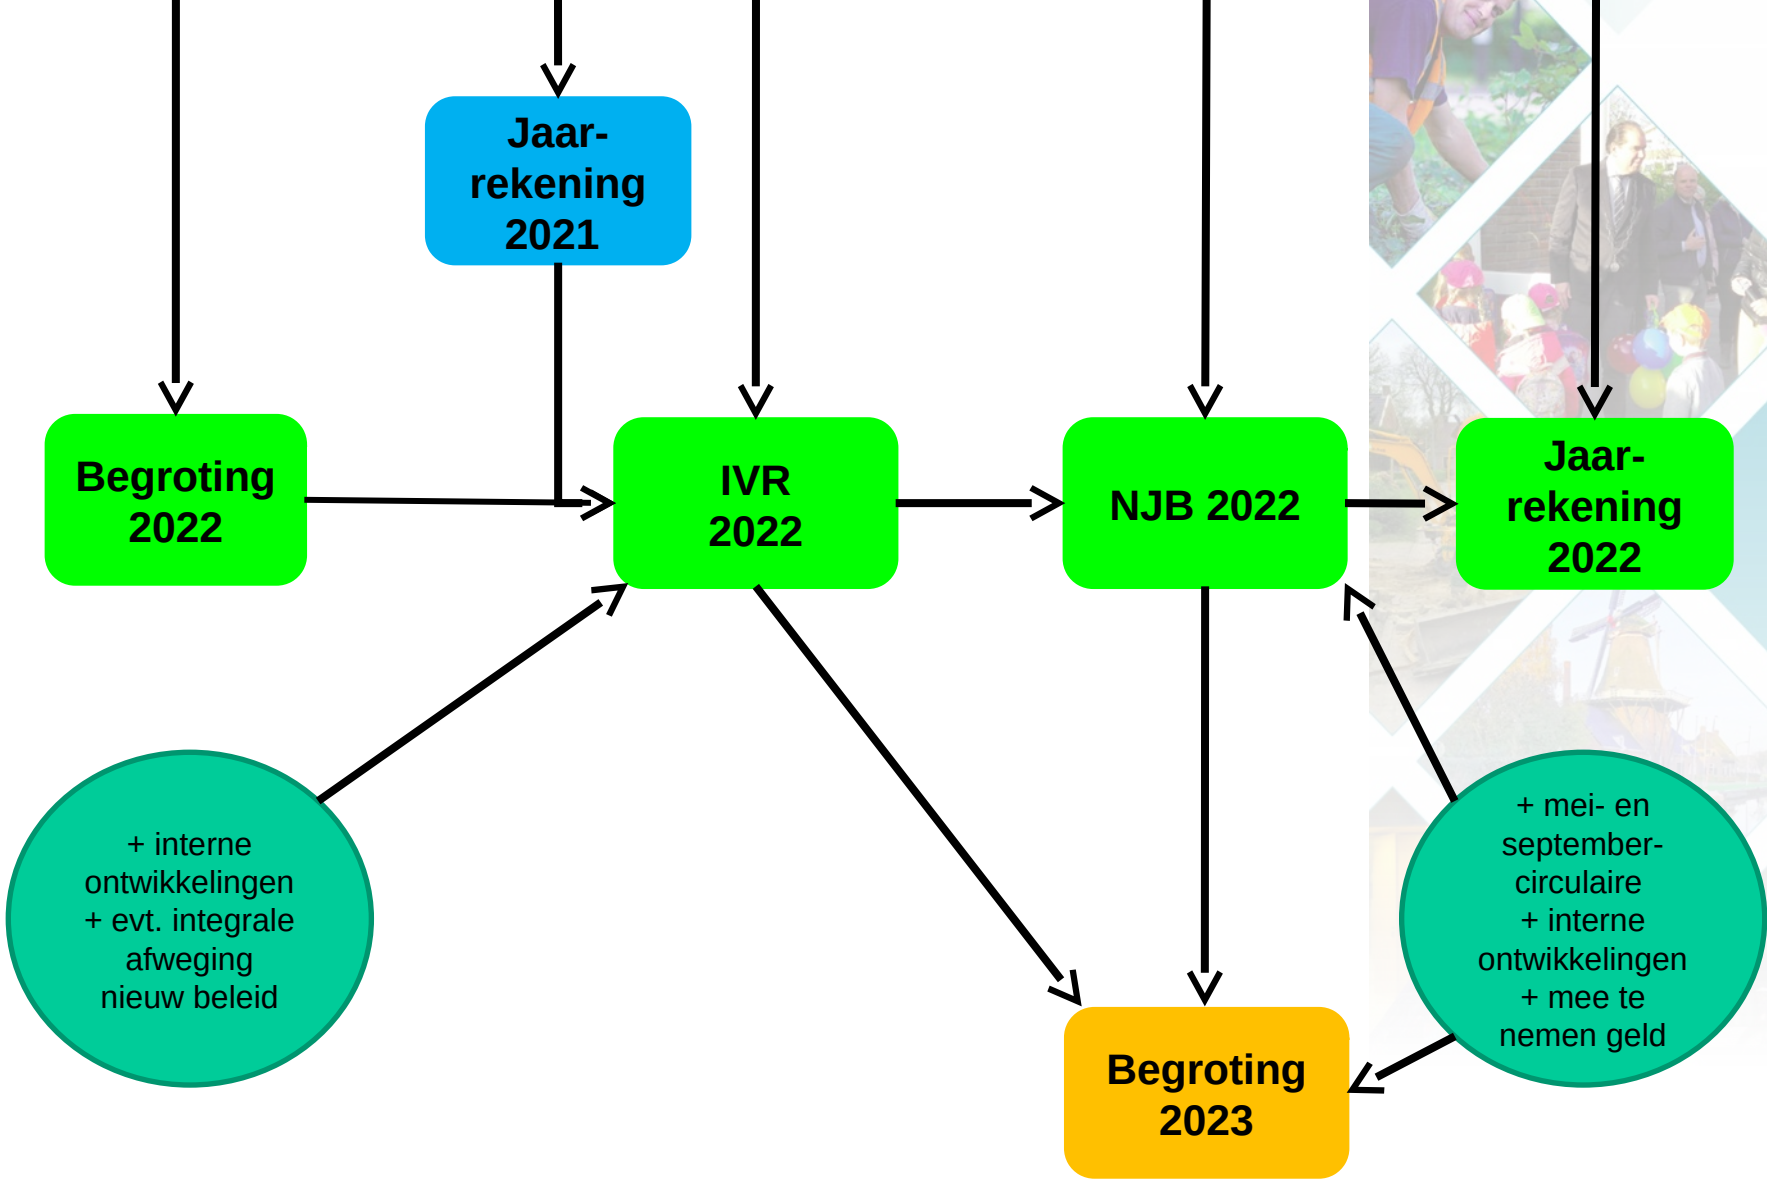 Jaar-
rekening
2021
Begroting
2022
IVR
2022
NJB 2022
Jaar-
rekening
2022
+ interne
ontwikkelingen
+ evt. integrale
afweging
nieuw beleid
+ mei- en
september-
circulaire
+ interne
ontwikkelingen
+ mee te
nemen geld
Begroting
2023